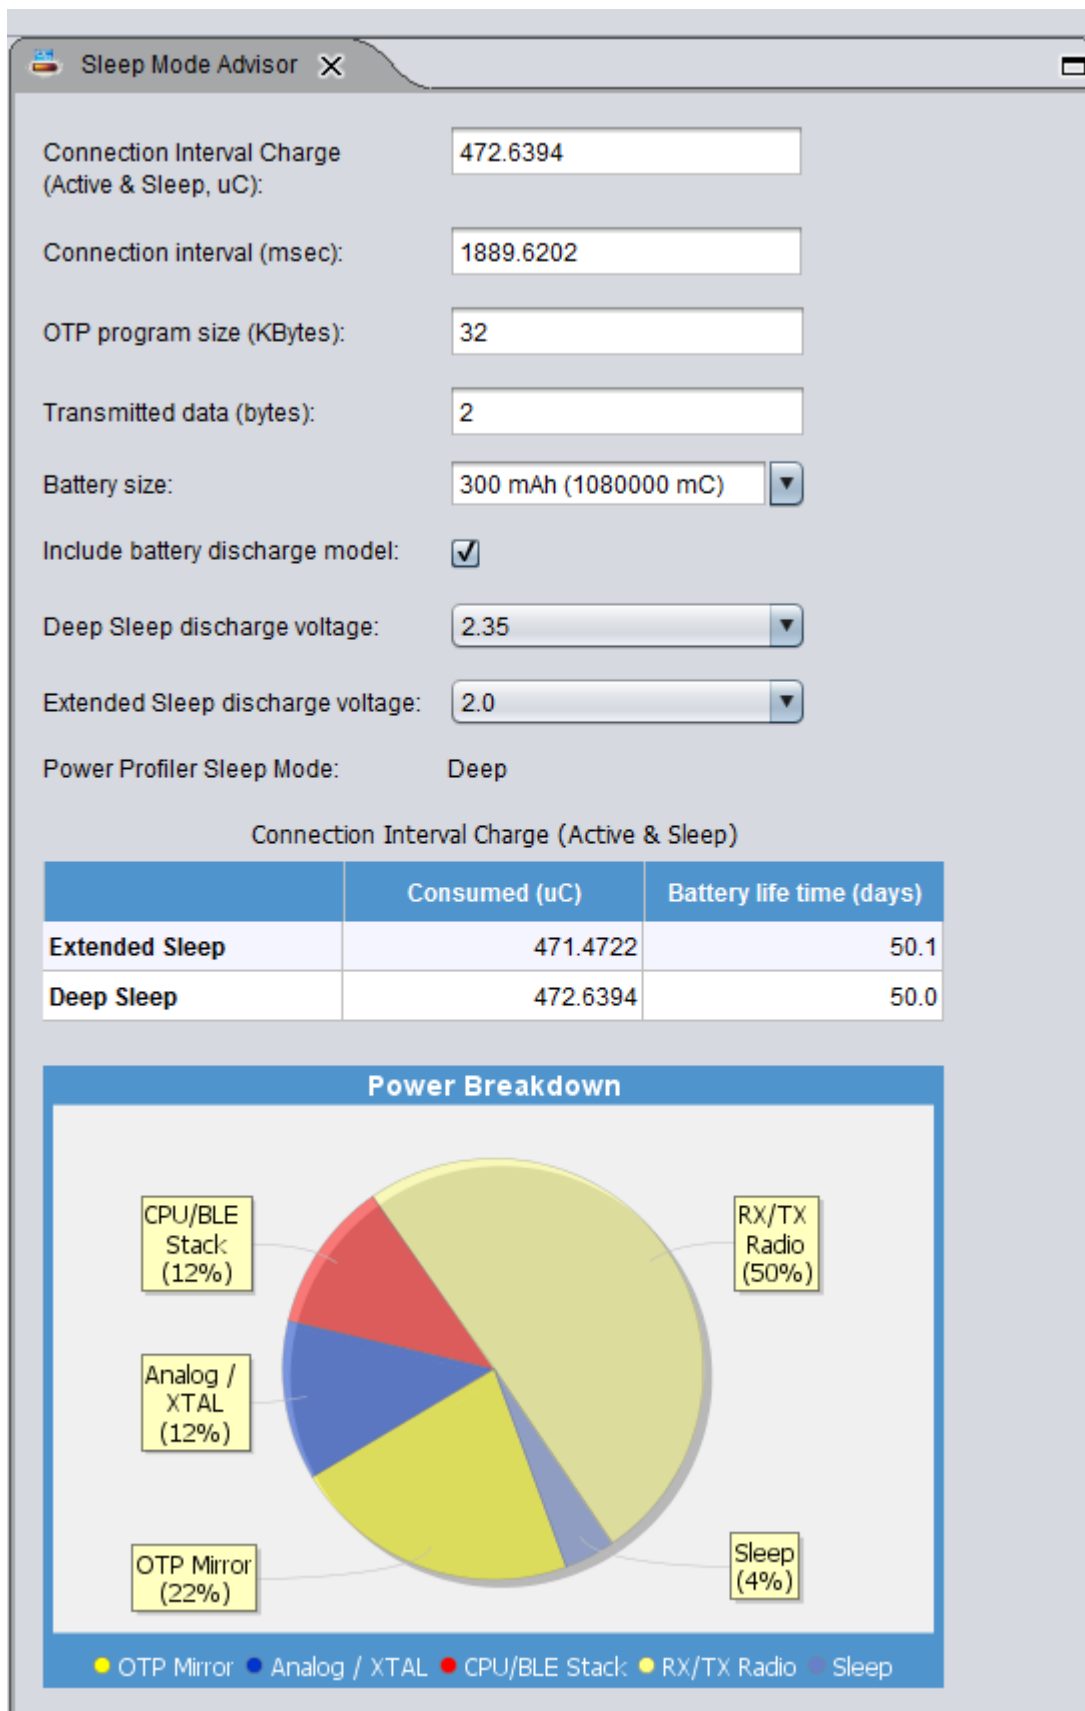 Sleep Mode Advisor
Connection Interval Charge
(Active & Sleep, uC):
472.6394
Connection interval (msec):
1889.6202
OTP program size (KBytes):
32
Transmitted data (bytes):
2
Battery size:
300 mAh (1080000 mC)
Include battery discharge model:
Deep Sleep discharge voltage:
2.35
Extended Sleep discharge voltage:
2.0
Power Profiler Sleep Mode:
Deep
Connection Interval Charge (Active & Sleep)
Consumed (uC) Battery life time (days)
Extended Sleep 471.4722 50.1
Deep Sleep 472.6394 50.0
Power Breakdown
CPU/BLE
Stack
(12%)
RX/TX
Radio
(50%)
Analog /
XTAL
(12%)
OTP Mirror
(22%)
Sleep
(4%)
OTP Mirror Analog / XTAL CPU/BLE Stack RX/TX Radio Sleep